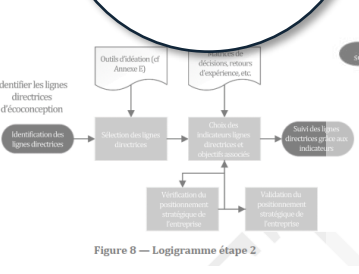 Matrices de
Outils d'idéation (cf
Annexe E)
décisions, retours
d'expérience, etc.
Identifier les lignes
directrices
d'écoconception
Identification des
lignes directrices
Sélection des lignes
directrices
Choix des
indicateurs lignes
directrices et
objectifs associés
Suivi des lignes
directrices grâce aux
indicateurs
Vérification du
positionnement
stratégique de
l'entreprise
Validation du
positionnement
stratégique de
l'entreprise
Figure 8 — Logigramme étape 2